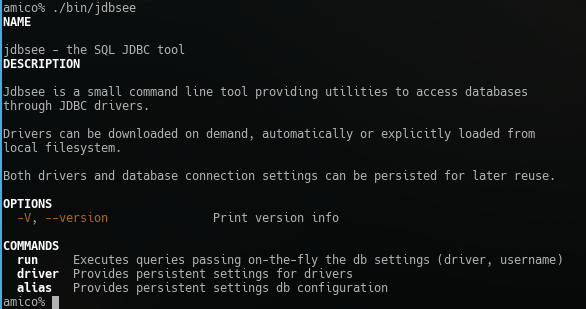 amico% ./bin/jdbsee
NAME
jdbsee - the SQL JDBC tool
DESCRIPTION
Jdbsee is a small command line tool providing utilities to access databases
through JDBC drivers.
Drivers can be downloaded on demand, automatically or explicitly loaded from
local filesystem.
Both drivers and database connection settings can be persisted for later reuse.
OPTIONS
-V, --version Print version info
COMMANDS
run Executes queries passing on-the-fly the db settings (driver, username)
driver Provides persistent settings for drivers
alias Provides persistent settings db configuration
amico%